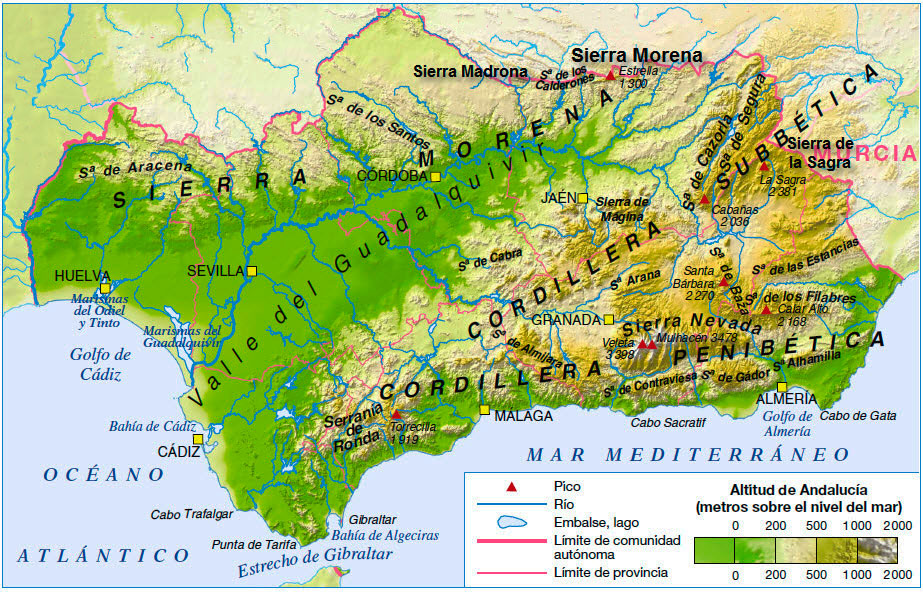 Sierra Morena
Sierra Madrona
Sª de los
Calderones
Estrella
1 300
Sª de los Santos
Sª de Aracena
SIERRA MORENA
CÓRDOBA
JAÉN
Sierra de
Mágina
Sª de Cazorla
Sª de Segura
CORDILLERA SUBBÉTICA
Sierra de
la Sagra
MURCIA
La Sagra
2 381
Cabañas
2 036
HUELVA
SEVILLA
Valle del Guadalquivir
Sª de Cabra
Sª Arana
Santa
Bárbara
2 270
Sª de Baza
Sª de las Estancias
Sª de los Filabres
Calar Alto
2 168
Marismas
del Odiel
y Tinto
Marismas del
Guadalquivir
Golfo de
Cádiz
GRANADA
Sierra Nevada
Veleta
3 398
Mulhacén 3478
Sª de Almijara
CORDILLERA PENIBÉTICA
Sª de Contraviesa
Sª de Gádor
Sª Alhamilla
Serranía
de
Ronda
Torrecilla
1 919
MÁLAGA
ALMERÍA
Cabo Sacratif
Golfo de
Almería
Cabo de Gata
Bahía de Cádiz
CÁDIZ
MAR MEDITERRÁNEO
OCÉANO
ATLÁNTICO
Cabo Trafalgar
Gibraltar
Bahía de Algeciras
Punta de Tarifa
Estrecho de Gibraltar
Pico
Río
Embalse, lago
Límite de comunidad
autónoma
Límite de provincia
Altitud de Andalucía
(metros sobre el nivel del mar)
0 200 500 1000 2000
0 200 500 1000 2000